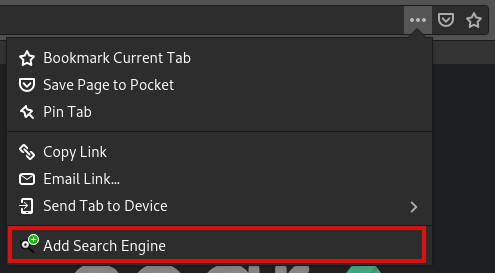 Bookmark Current Tab
Save Page to Pocket
Pin Tab
Copy Link
Email Link...
Send Tab to Device
Add Search Engine